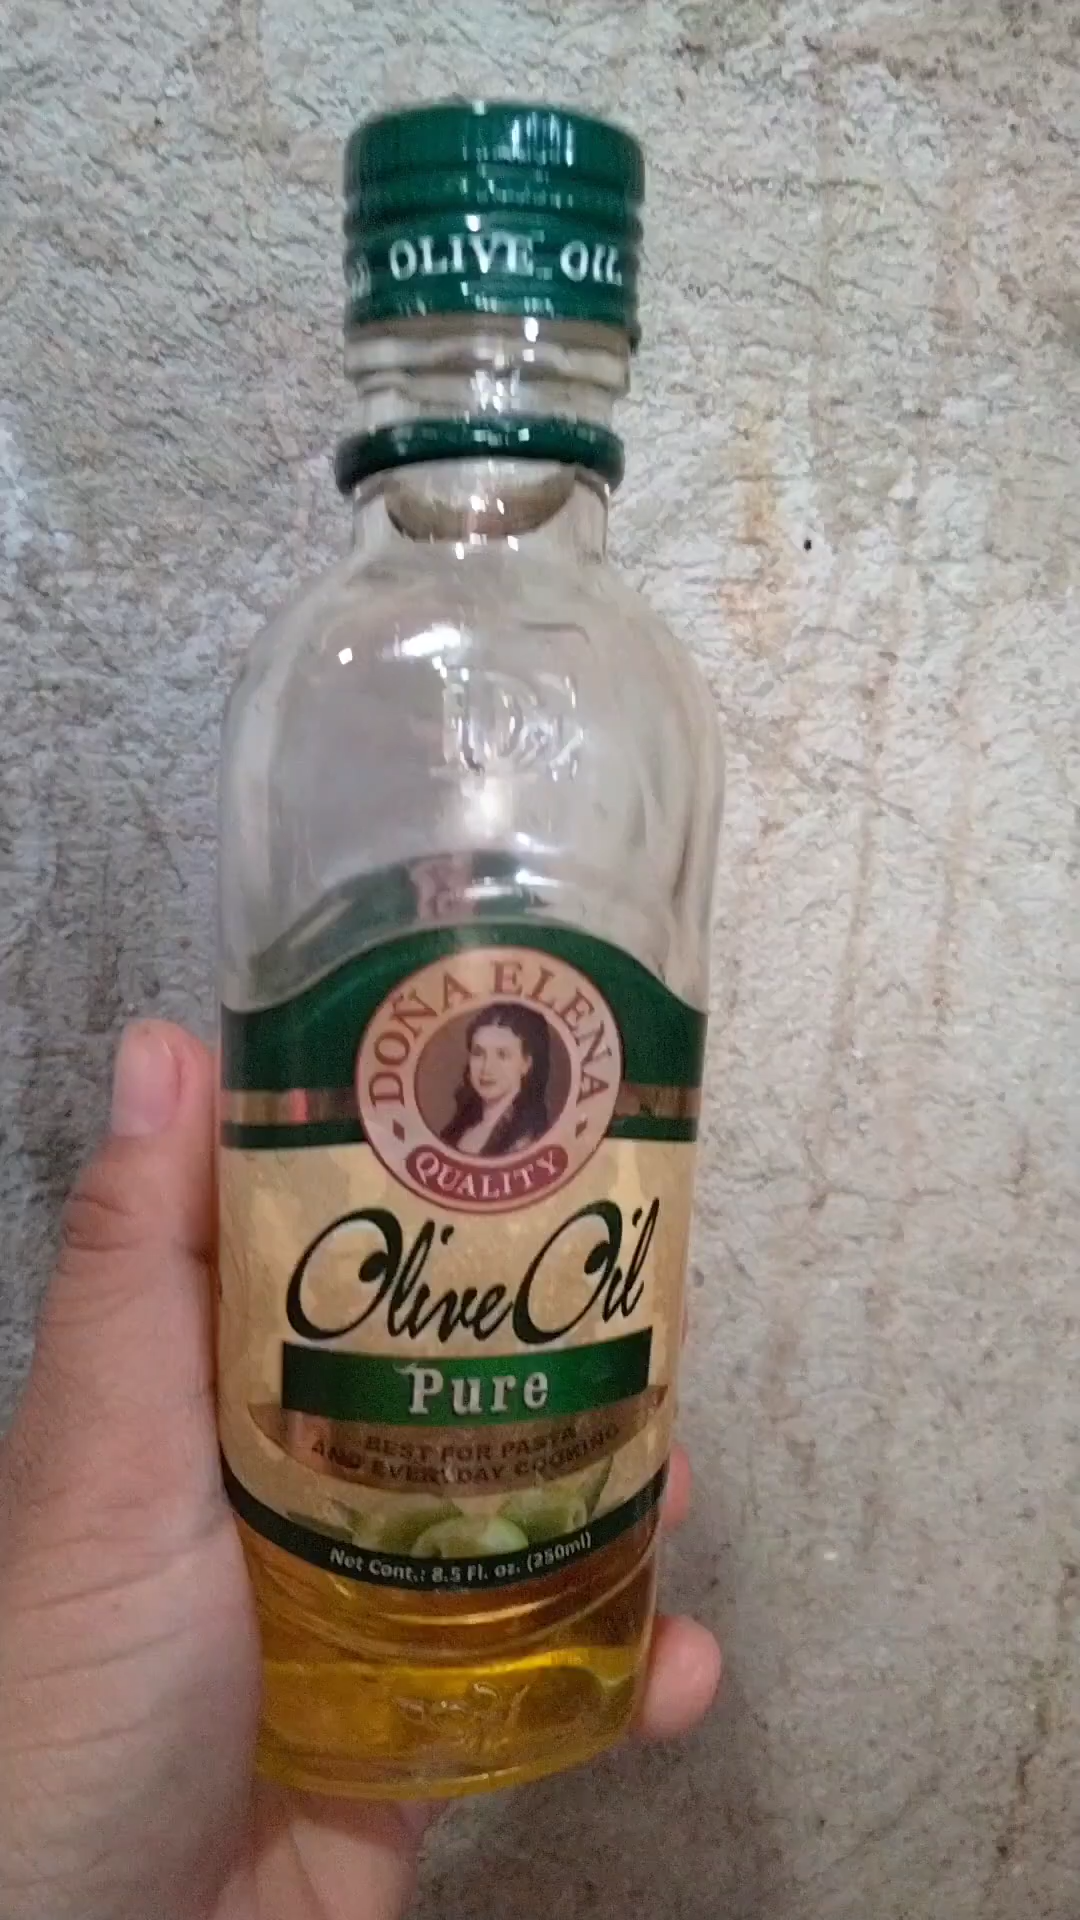 OLIVE OIL
DOÑA ELENA
QUALITY
Olive Oil
Pure
BEST FOR PASTA
AND EVERYDAY COOKING
Net Cont.: 8.5 Fl. oz. (250ml)